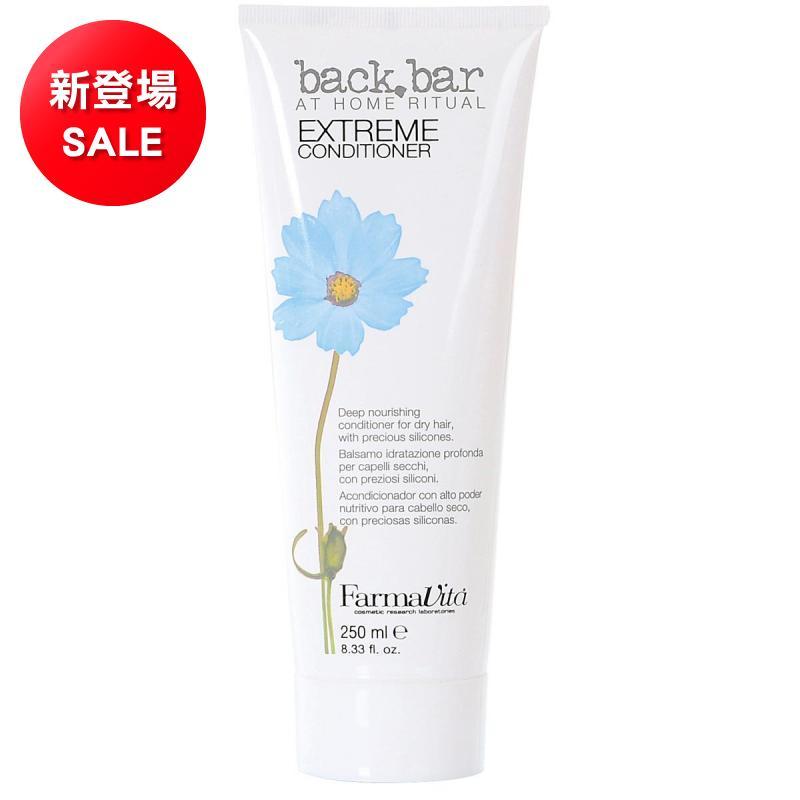 新登場
SALE
back.bar
AT HOME RITUAL
EXTREME
CONDITIONER
Deep nourishing
conditioner for dry hair,
with precious silicones.
Balsamo idratazione profonda
per capelli secchi,
con preziosi siliconi.
Acondicionador con alto poder
nutritivo para cabello seco,
con preciosas siliconas.
FarmaVita
cosmetic research laboratories
250 ml ℮
8.33 fl. oz.